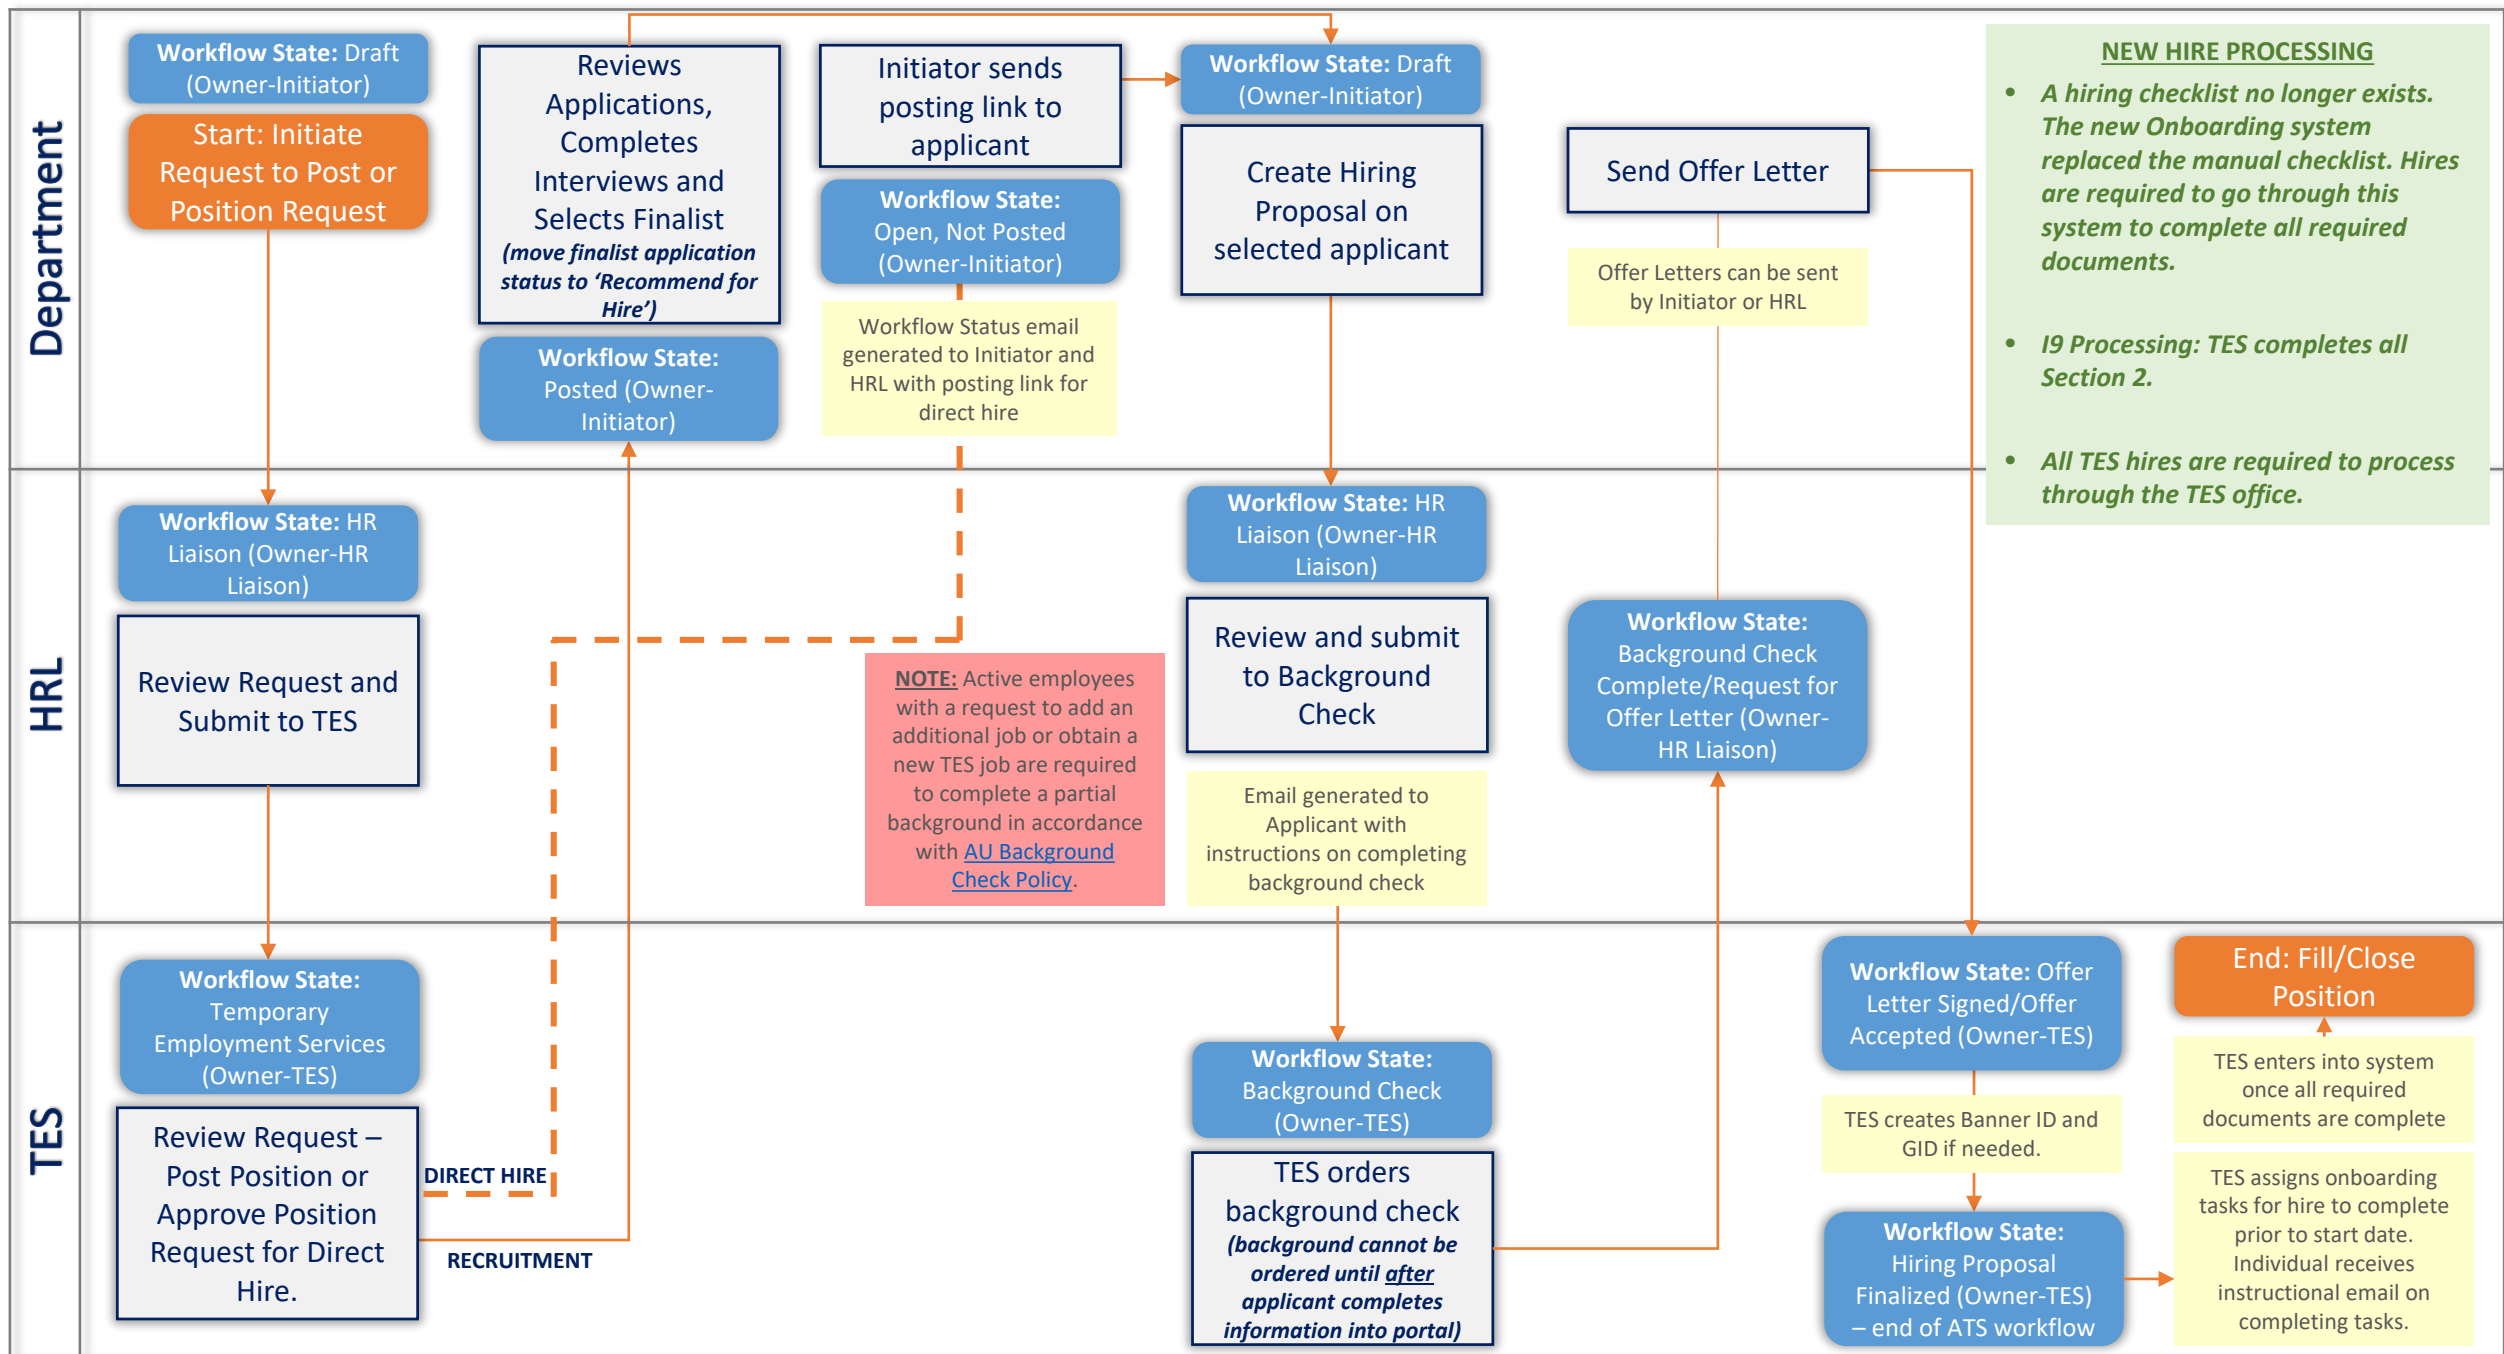 Department
Workflow State: Draft
(Owner-Initiator)
Start: Initiate
Request to Post or
Position Request
Reviews
Applications,
Completes
Interviews and
Selects Finalist
(move finalist application
status to ‘Recommend for
Hire’)
Workflow State:
Posted (Owner-
Initiator)
Initiator sends
posting link to
applicant
Workflow State:
Open, Not Posted
(Owner-Initiator)
Workflow Status email
generated to Initiator and
HRL with posting link for
direct hire
Workflow State: Draft
(Owner-Initiator)
Create Hiring
Proposal on
selected applicant
Send Offer Letter
Offer Letters can be sent
by Initiator or HRL
NEW HIRE PROCESSING
• A hiring checklist no longer exists.
The new Onboarding system
replaced the manual checklist. Hires
are required to go through this
system to complete all required
documents.
• I9 Processing: TES completes all
Section 2.
• All TES hires are required to process
through the TES office.
HRL
Workflow State: HR
Liaison (Owner-HR
Liaison)
Review Request and
Submit to TES
NOTE: Active employees
with a request to add an
additional job or obtain a
new TES job are required
to complete a partial
background in accordance
with AU Background
Check Policy.
Workflow State: HR
Liaison (Owner-HR
Liaison)
Review and submit
to Background
Check
Email generated to
Applicant with
instructions on completing
background check
Workflow State:
Background Check
Complete/Request for
Offer Letter (Owner-
HR Liaison)
TES
Workflow State:
Temporary
Employment Services
(Owner-TES)
Review Request –
Post Position or
Approve Position
Request for Direct
Hire.
DIRECT HIRE
RECRUITMENT
Workflow State:
Background Check
(Owner-TES)
TES orders
background check
(background cannot be
ordered until after
applicant completes
information into portal)
Workflow State: Offer
Letter Signed/Offer
Accepted (Owner-TES)
TES creates Banner ID and
GID if needed.
Workflow State:
Hiring Proposal
Finalized (Owner-TES)
– end of ATS workflow
End: Fill/Close
Position
TES enters into system
once all required
documents are complete
TES assigns onboarding
tasks for hire to complete
prior to start date.
Individual receives
instructional email on
completing tasks.